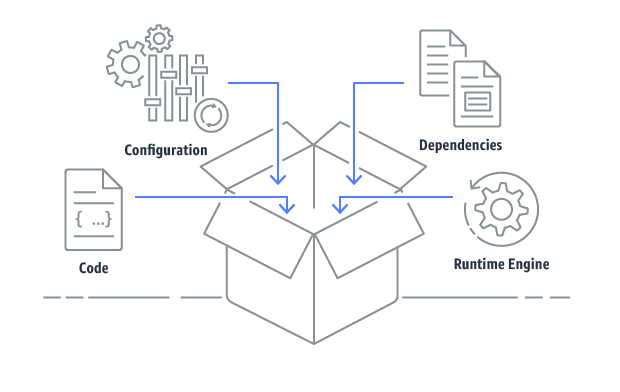 Configuration
Dependencies
{ ...}
Code
Runtime Engine